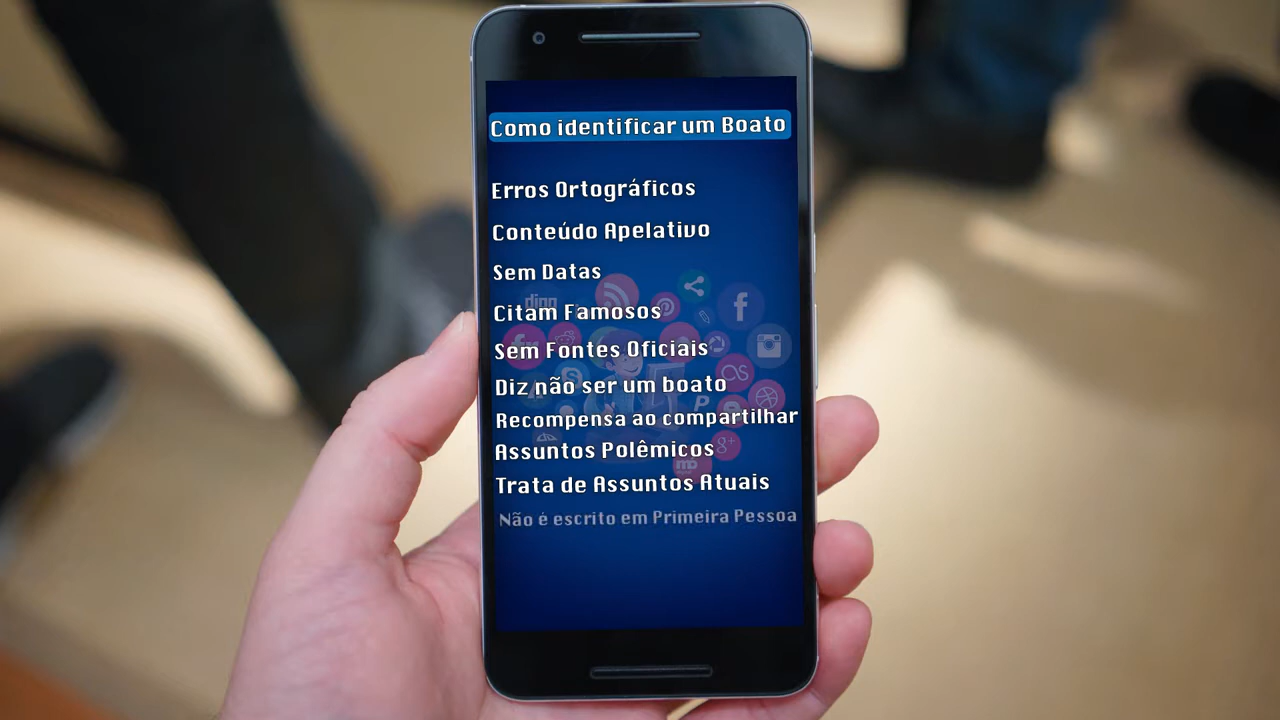 Como identificar um Boato
Erros Ortográficos
Conteúdo Apelativo
Sem Datas
Citam Famosos
Sem Fontes Oficiais
Diz não ser um boato
Recompensa ao compartilhar
Assuntos Polêmicos
Trata de Assuntos Atuais
Não é escrito em Primeira Pessoa
digg
g+